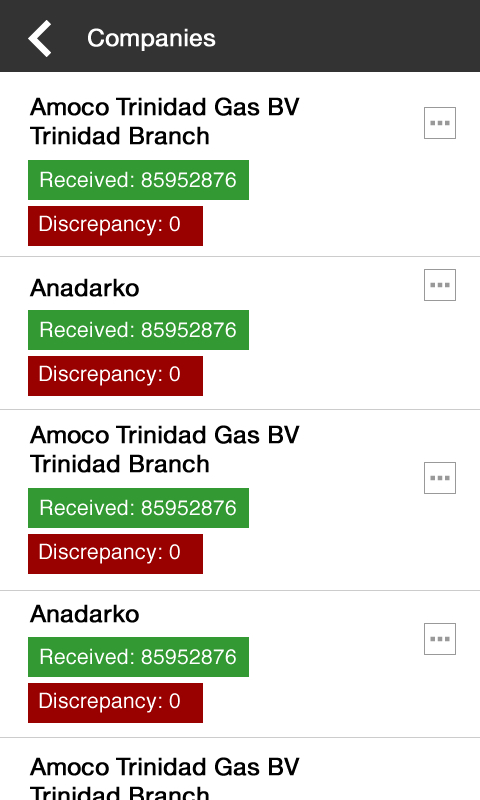 Companies
Amoco Trinidad Gas BV
Trinidad Branch
Received: 85952876
Discrepancy: 0
Anadarko
Received: 85952876
Discrepancy: 0
Amoco Trinidad Gas BV
Trinidad Branch
Received: 85952876
Discrepancy: 0
Anadarko
Received: 85952876
Discrepancy: 0
Amoco Trinidad Gas BV
Trinidad Branch